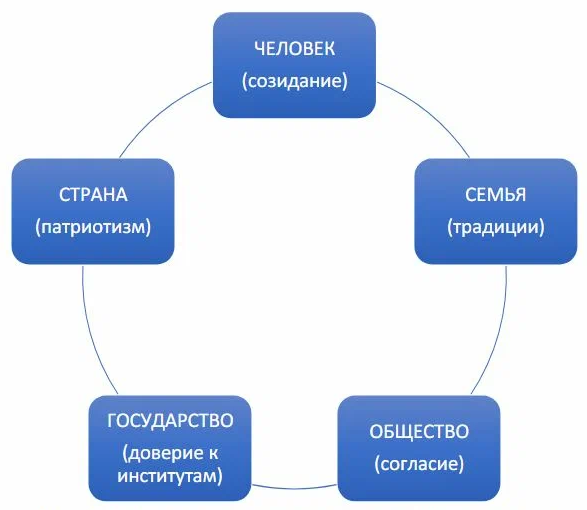 ЧЕЛОВЕК
(созидание)
СТРАНА
(патриотизм)
СЕМЬЯ
(традиции)
ГОСУДАРСТВО
(доверие к
институтам)
ОБЩЕСТВО
(согласие)